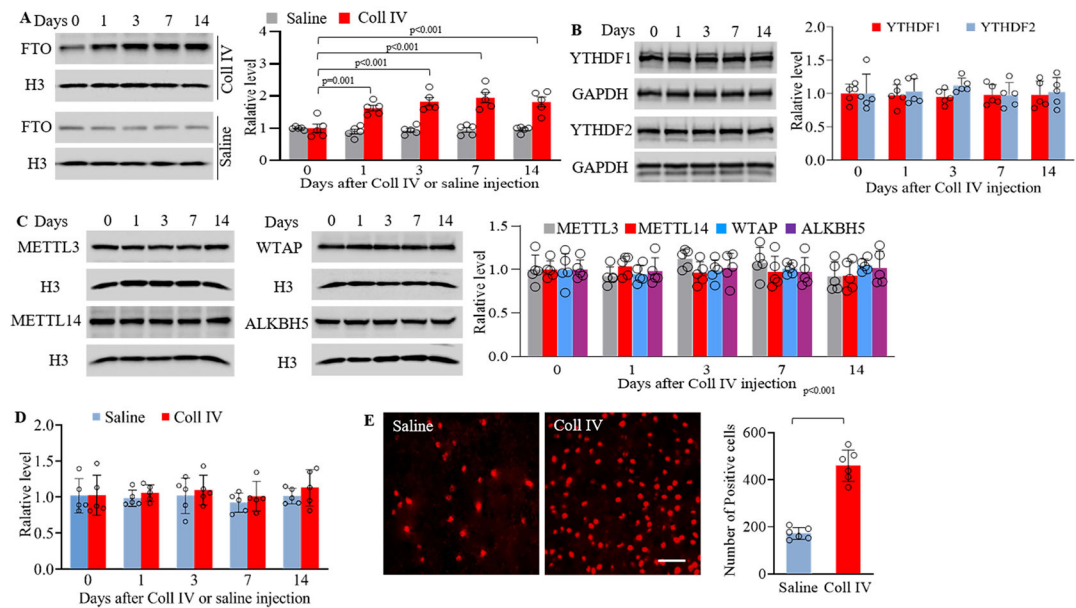 A
Days 0 1 3 7 14
FTO
H3
Coll IV
FTO
H3
Saline
Saline Coll IV
Relative level
4
3
2
1
0
p<0.001
p<0.001
p<0.001
p=0.001
0 1 3 7 14
Days after Coll IV or saline injection
B
Days 0 1 3 7 14
YTHDF1
GAPDH
YTHDF2
GAPDH
YTHDF1 YTHDF2
Ralative level
2.0
1.5
1.0
0.5
0.0
0 1 3 7 14
Days after Coll IV injection
C
Days 0 1 3 7 14
METTL3
H3
METTL14
H3
Days 0 1 3 7 14
WTAP
H3
ALKBH5
H3
METTL3 METTL14 WTAP ALKBH5
Ralative level
1.5
1.0
0.5
0.0
0 1 3 7 14
Days after Coll IV injection
D
Saline Coll IV
Ralative level
2.0
1.5
1.0
0.5
0.0
0 1 3 7 14
Days after Coll IV or saline injection
E
Saline
Coll IV
p<0.001
Number of Positive cells
600
400
200
0
Saline Coll IV